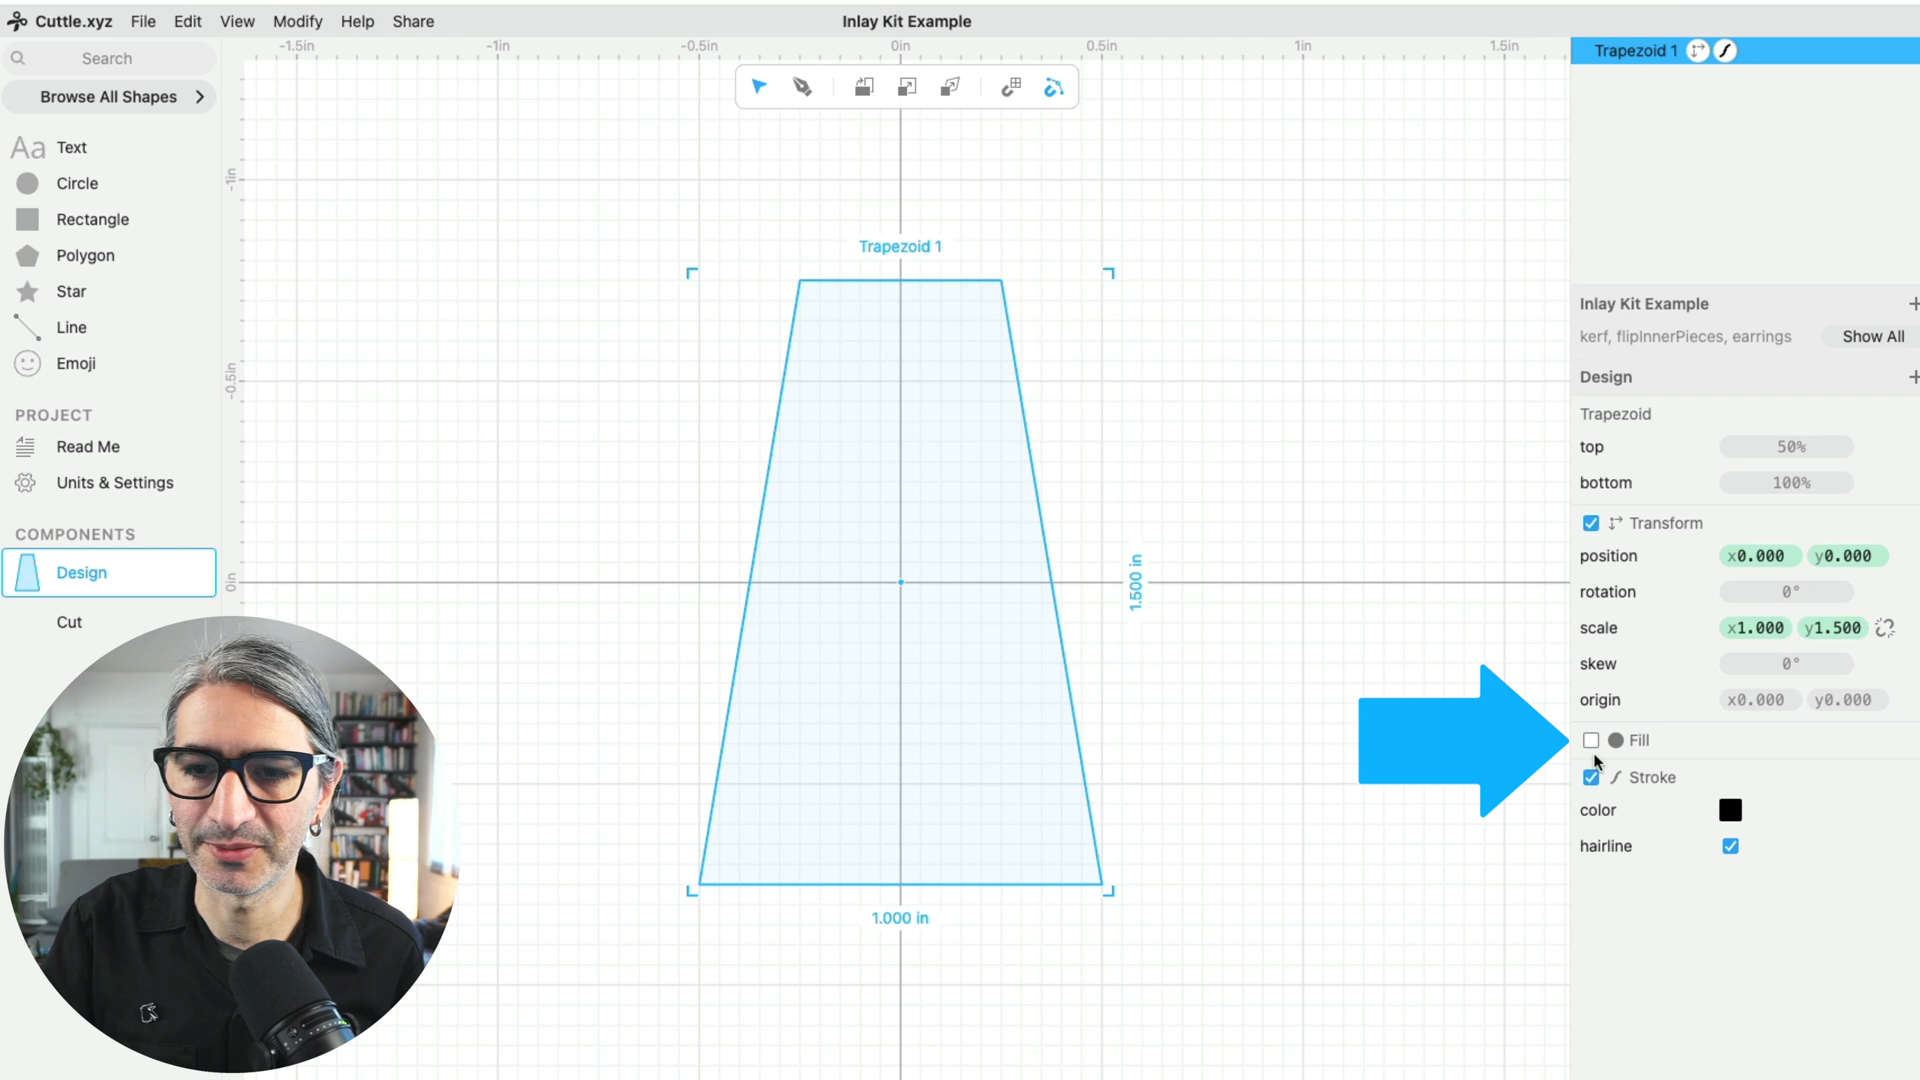 Cuttle.xyz File Edit View Modify Help Share
Inlay Kit Example
Search
Browse All Shapes
Aa Text
Circle
Rectangle
Polygon
Star
Line
Emoji
PROJECT
Read Me
Units & Settings
COMPONENTS
Design
Cut
-1.5in -1in -0.5in 0in 0.5in 1in 1.5in
-1in
-0.5in
0in
Trapezoid 1
1.500 in
1.000 in
Trapezoid 1
Inlay Kit Example
kerf, flipInnerPieces, earrings Show All
Design
Trapezoid
top 50%
bottom 100%
Transform
position x0.000 y0.000
rotation 0°
scale x1.000 y1.500
skew 0°
origin x0.000 y0.000
Fill
Stroke
color
hairline